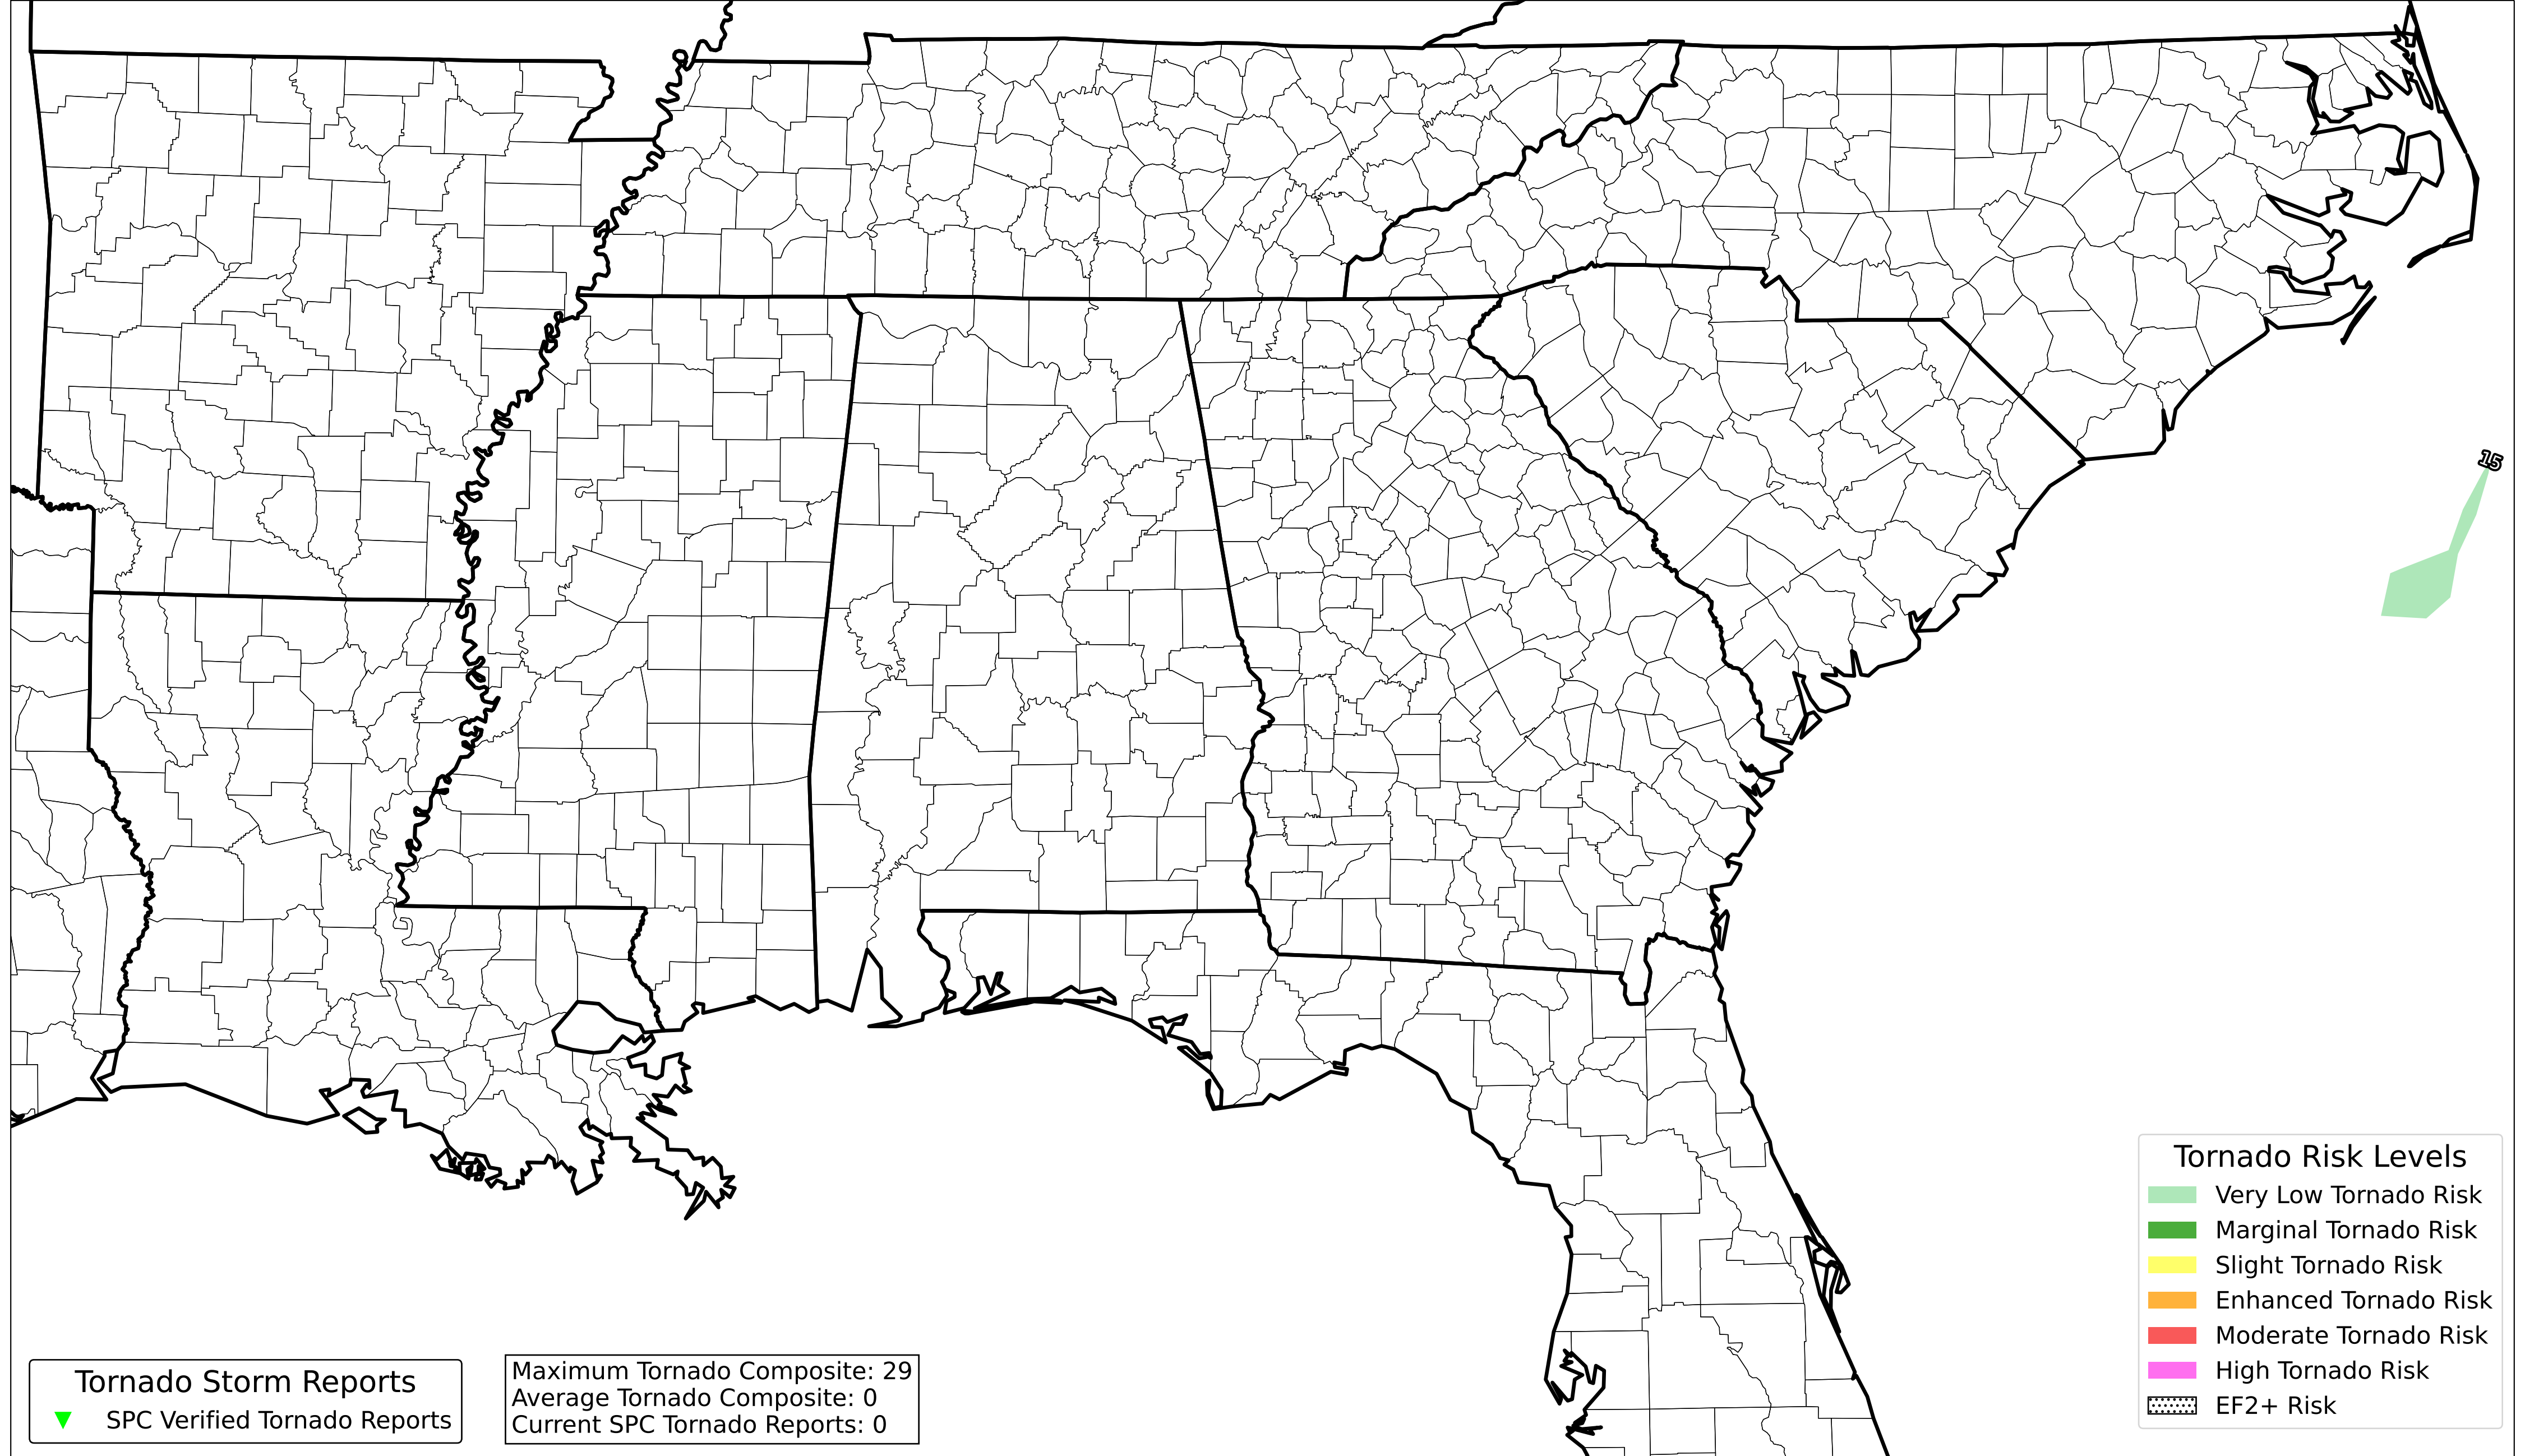 15
Tornado Risk Levels
Very Low Tornado Risk
Marginal Tornado Risk
Slight Tornado Risk
Enhanced Tornado Risk
Moderate Tornado Risk
High Tornado Risk
EF2+ Risk
Tornado Storm Reports
SPC Verified Tornado Reports
Maximum Tornado Composite: 29
Average Tornado Composite: 0
Current SPC Tornado Reports: 0